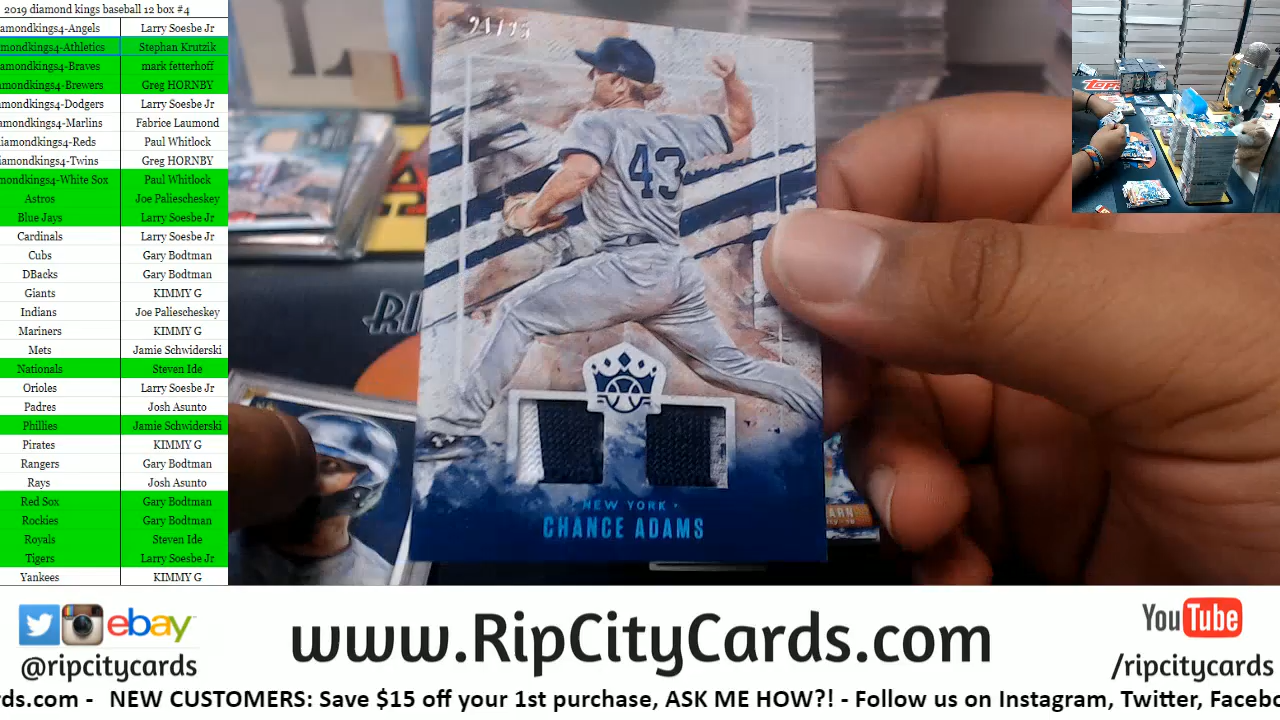 2019 diamond kings baseball 12 box #4
amondkings4-Angels Larry Soesbe Jr
mondkings4-Athletics Stephan Krutzik
amondkings4-Braves mark fetterhoff
mondkings4-Brewers Greg HORNBY
amondkings4-Dodgers Larry Soesbe Jr
amondkings4-Marlins Fabrice Laumond
iamondkings4-Reds Paul Whitlock
iamondkings4-Twins Greg HORNBY
mondkings4-White Sox Paul Whitlock
Astros Joe Paliescheskey
Blue Jays Larry Soesbe Jr
Cardinals Larry Soesbe Jr
Cubs Gary Bodtman
DBacks Gary Bodtman
Giants KIMMY G
Indians Joe Paliescheskey
Mariners KIMMY G
Mets Jamie Schwiderski
Nationals Steven Ide
Orioles Larry Soesbe Jr
Padres Josh Asunto
Phillies Jamie Schwiderski
Pirates KIMMY G
Rangers Gary Bodtman
Rays Josh Asunto
Red Sox Gary Bodtman
Rockies Gary Bodtman
Royals Steven Ide
Tigers Larry Soesbe Jr
Yankees KIMMY G
43
· NEW YORK ·
CHANCE ADAMS
RI
ARN
Topps
ebay
@ripcitycards
www.RipCityCards.com
YouTube
/ripcitycards
ds.com - NEW CUSTOMERS: Save $15 off your 1st purchase, ASK ME HOW?! - Follow us on Instagram, Twitter, Facebo